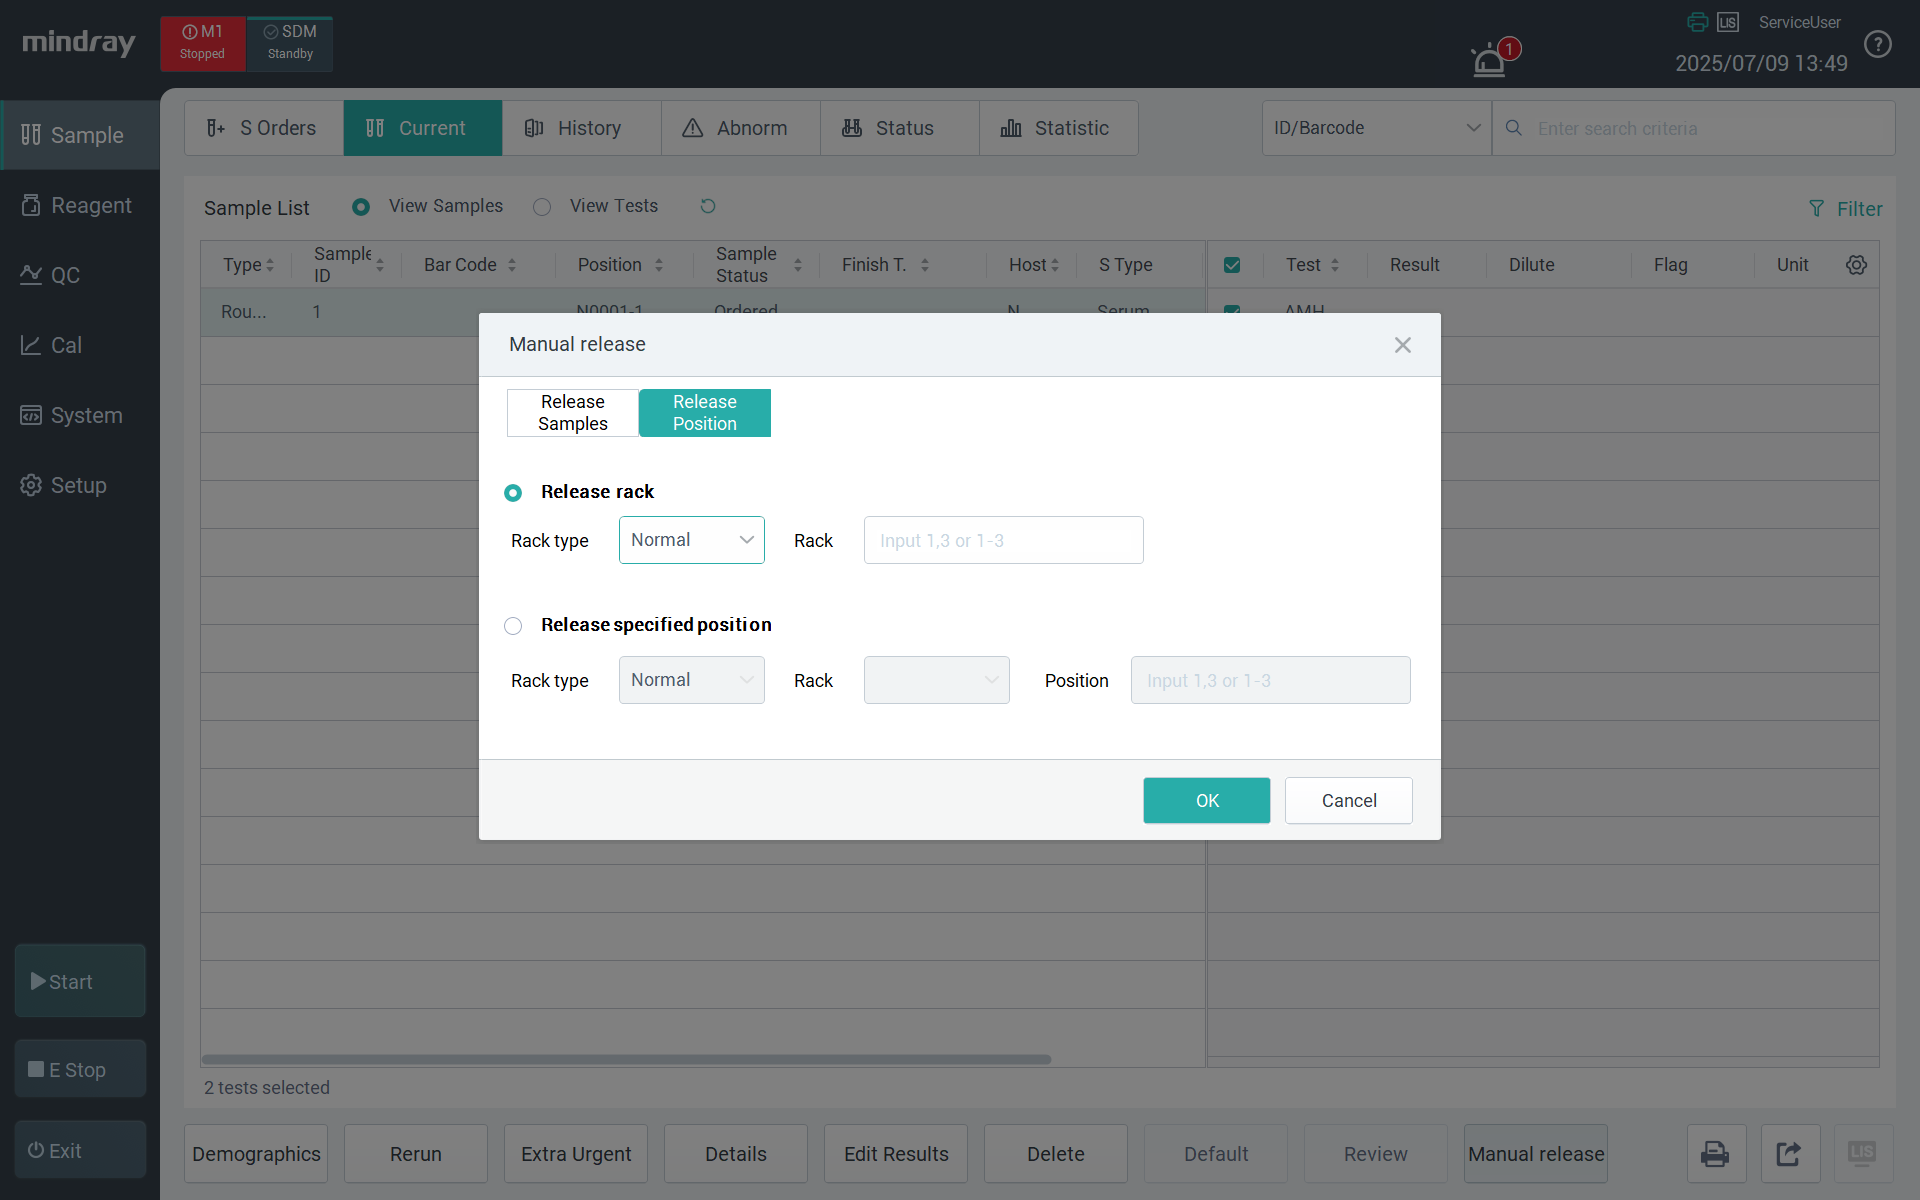 mindray
M1
Stopped
SDM
Standby
1
LIS
ServiceUser
2025/07/09 13:49
?
Sample
Reagent
QC
Cal
System
Setup
Start
E Stop
Exit
S Orders
Current
History
Abnorm
Status
Statistic
ID/Barcode
Enter search criteria
Sample List
View Samples
View Tests
Filter
Type
Sample ID
Bar Code
Position
Sample Status
Finish T.
Host
S Type
Test
Result
Dilute
Flag
Unit
Rou...
1
N0001-1
Ordered
N
Serum
AMH
Manual release
Release Samples
Release Position
Release rack
Rack type
Normal
Rack
Input 1,3 or 1-3
Release specified position
Rack type
Normal
Rack
Position
Input 1,3 or 1-3
OK
Cancel
2 tests selected
Demographics
Rerun
Extra Urgent
Details
Edit Results
Delete
Default
Review
Manual release
LIS